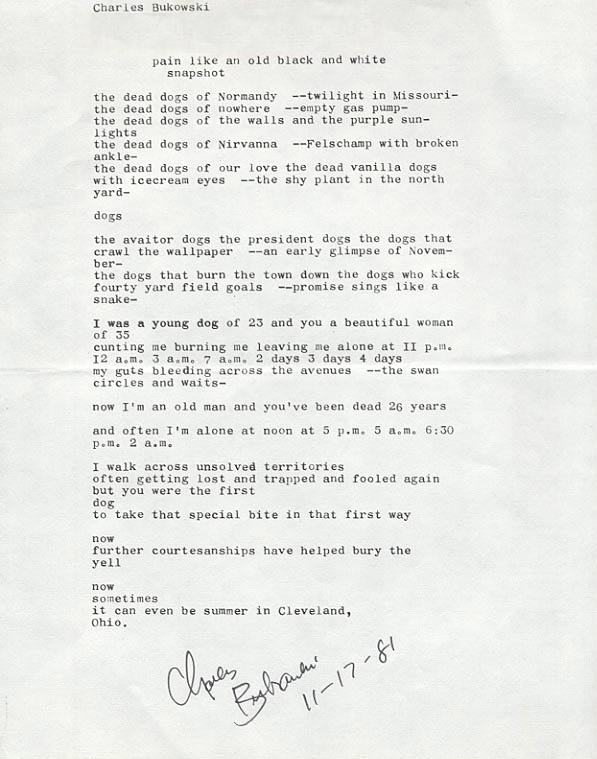 Charles Bukowski
pain like an old black and white
snapshot
the dead dogs of Normandy --twilight in Missouri-
the dead dogs of nowhere --empty gas pump-
the dead dogs of the walls and the purple sun-
lights
the dead dogs of Nirvanna --Felschamp with broken
ankle-
the dead dogs of our love the dead vanilla dogs
with icecream eyes --the shy plant in the north
yard-
dogs
the avaitor dogs the president dogs the dogs that
crawl the wallpaper --an early glimpse of Novem-
ber-
the dogs that burn the town down the dogs who kick
fourty yard field goals --promise sings like a
snake-
I was a young dog of 23 and you a beautiful woman
of 35
cunting me burning me leaving me alone at II p.m.
I2 a.m. 3 a.m. 7 a.m. 2 days 3 days 4 days
my guts bleeding across the avenues --the swan
circles and waits-
now I'm an old man and you've been dead 26 years
and often I'm alone at noon at 5 p.m. 5 a.m. 6:30
p.m. 2 a.m.
I walk across unsolved territories
often getting lost and trapped and fooled again
but you were the first
dog
to take that special bite in that first way
now
further courtesanships have helped bury the
yell
now
sometimes
it can even be summer in Cleveland,
Ohio.
Charles
Bukowski
11-17-81